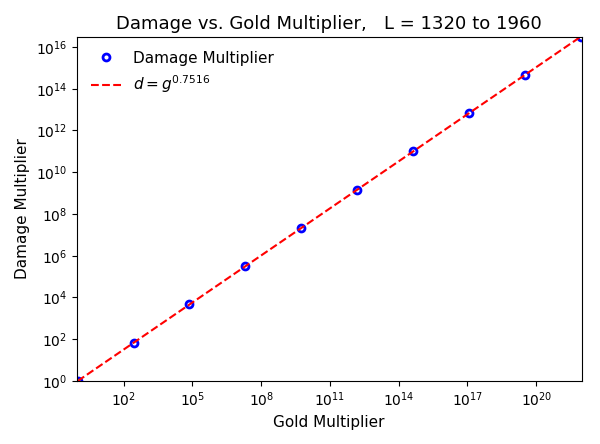 Damage vs. Gold Multiplier,   L = 1320 to 1960
Damage Multiplier
d = g^0.7516
Damage Multiplier
10^16
10^14
10^12
10^10
10^8
10^6
10^4
10^2
10^0
10^2 10^5 10^8 10^11 10^14 10^17 10^20
Gold Multiplier